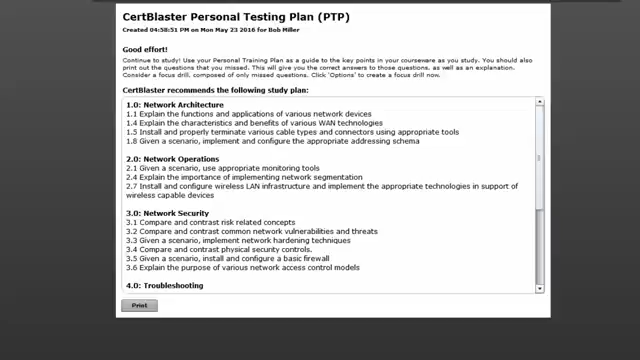 CertBlaster Personal Testing Plan (PTP)
Created 04:58:51 PM on Mon May 23 2016 for Bob Miller
Good effort!
Continue to study! Use your Personal Training Plan as a guide to the key points in your courseware as you study. You should also
print out the questions that you missed. This will give you the correct answers to those questions, as well as an explanation.
Consider a focus drill, composed of only missed questions. Click 'Options' to create a focus drill now.
CertBlaster recommends the following study plan:
1.0: Network Architecture
1.1 Explain the functions and applications of various network devices
1.4 Explain the characteristics and benefits of various WAN technologies
1.5 Install and properly terminate various cable types and connectors using appropriate tools
1.8 Given a scenario, implement and configure the appropriate addressing schema
2.0: Network Operations
2.1 Given a scenario, use appropriate monitoring tools
2.4 Explain the importance of implementing network segmentation
2.7 Install and configure wireless LAN infrastructure and implement the appropriate technologies in support of
wireless capable devices
3.0: Network Security
3.1 Compare and contrast risk related concepts
3.2 Compare and contrast common network vulnerabilities and threats
3.3 Given a scenario, implement network hardening techniques
3.4 Compare and contrast physical security controls.
3.5 Given a scenario, install and configure a basic firewall
3.6 Explain the purpose of various network access control models
4.0: Troubleshooting
Print